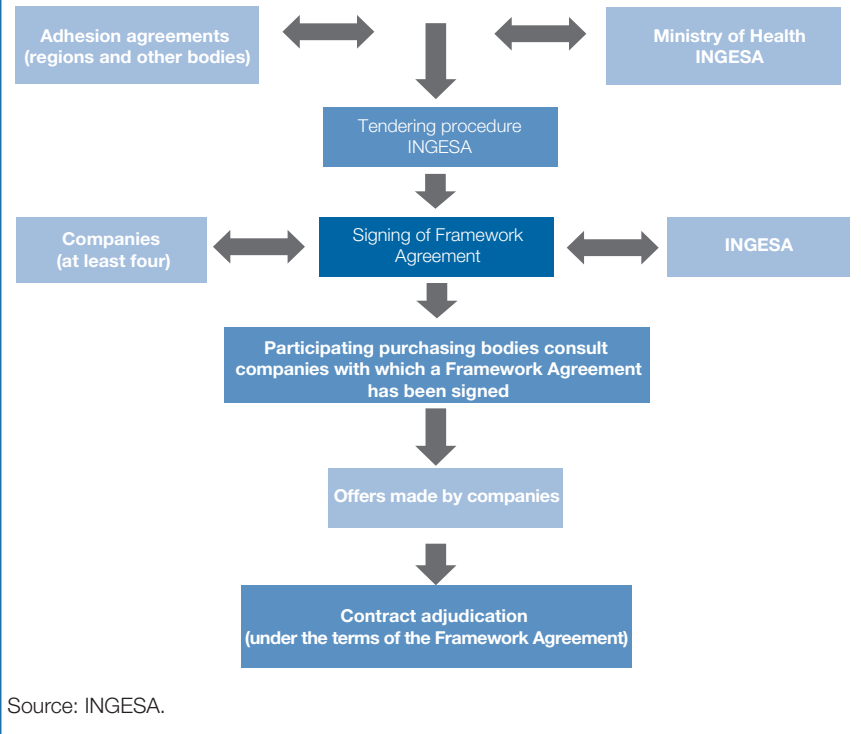 Adhesion agreements
(regions and other bodies)
Ministry of Health
INGESA
Tendering procedure
INGESA
Companies
(at least four)
Signing of Framework
Agreement
INGESA
Participating purchasing bodies consult
companies with which a Framework Agreement
has been signed
Offers made by companies
Contract adjudication
(under the terms of the Framework Agreement)
Source: INGESA.